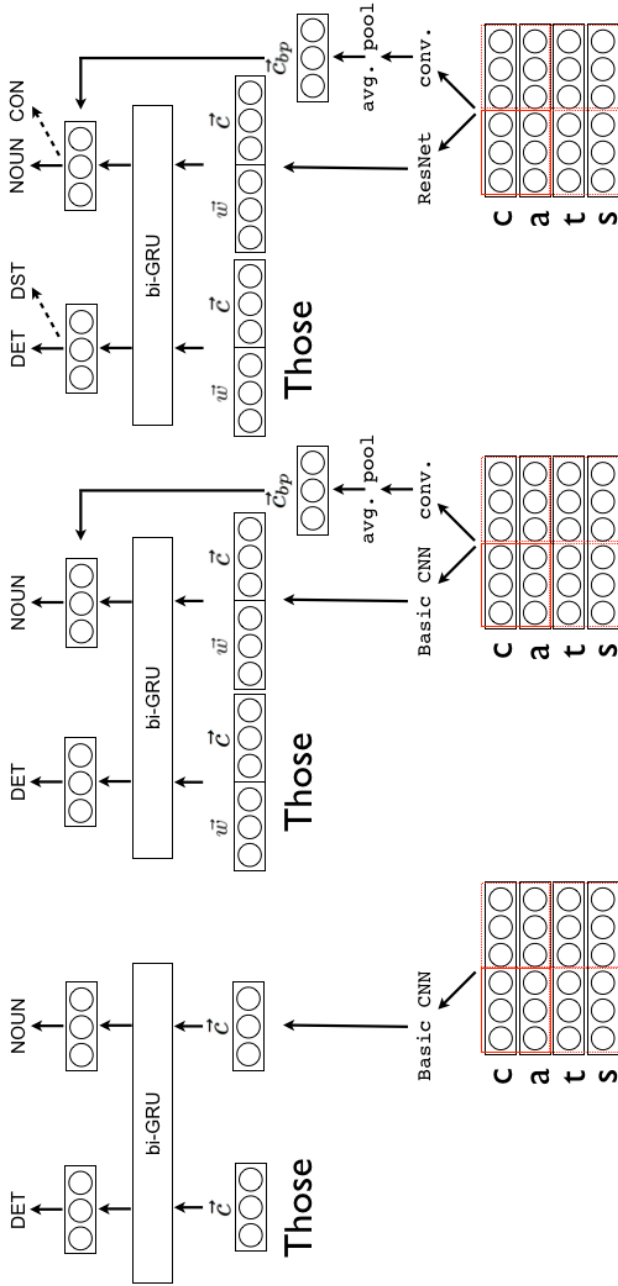 DET NOUN
bi-GRU
c⃗ c⃗
Those
Basic CNN
c
a
t
s
DET NOUN
bi-GRU
w⃗ c⃗ w⃗ c⃗
c⃗bp
Those
avg. pool
Basic CNN conv.
c
a
t
s
DET DST NOUN CON
bi-GRU
w⃗ c⃗ w⃗ c⃗
c⃗bp
Those
avg. pool
ResNet conv.
c
a
t
s